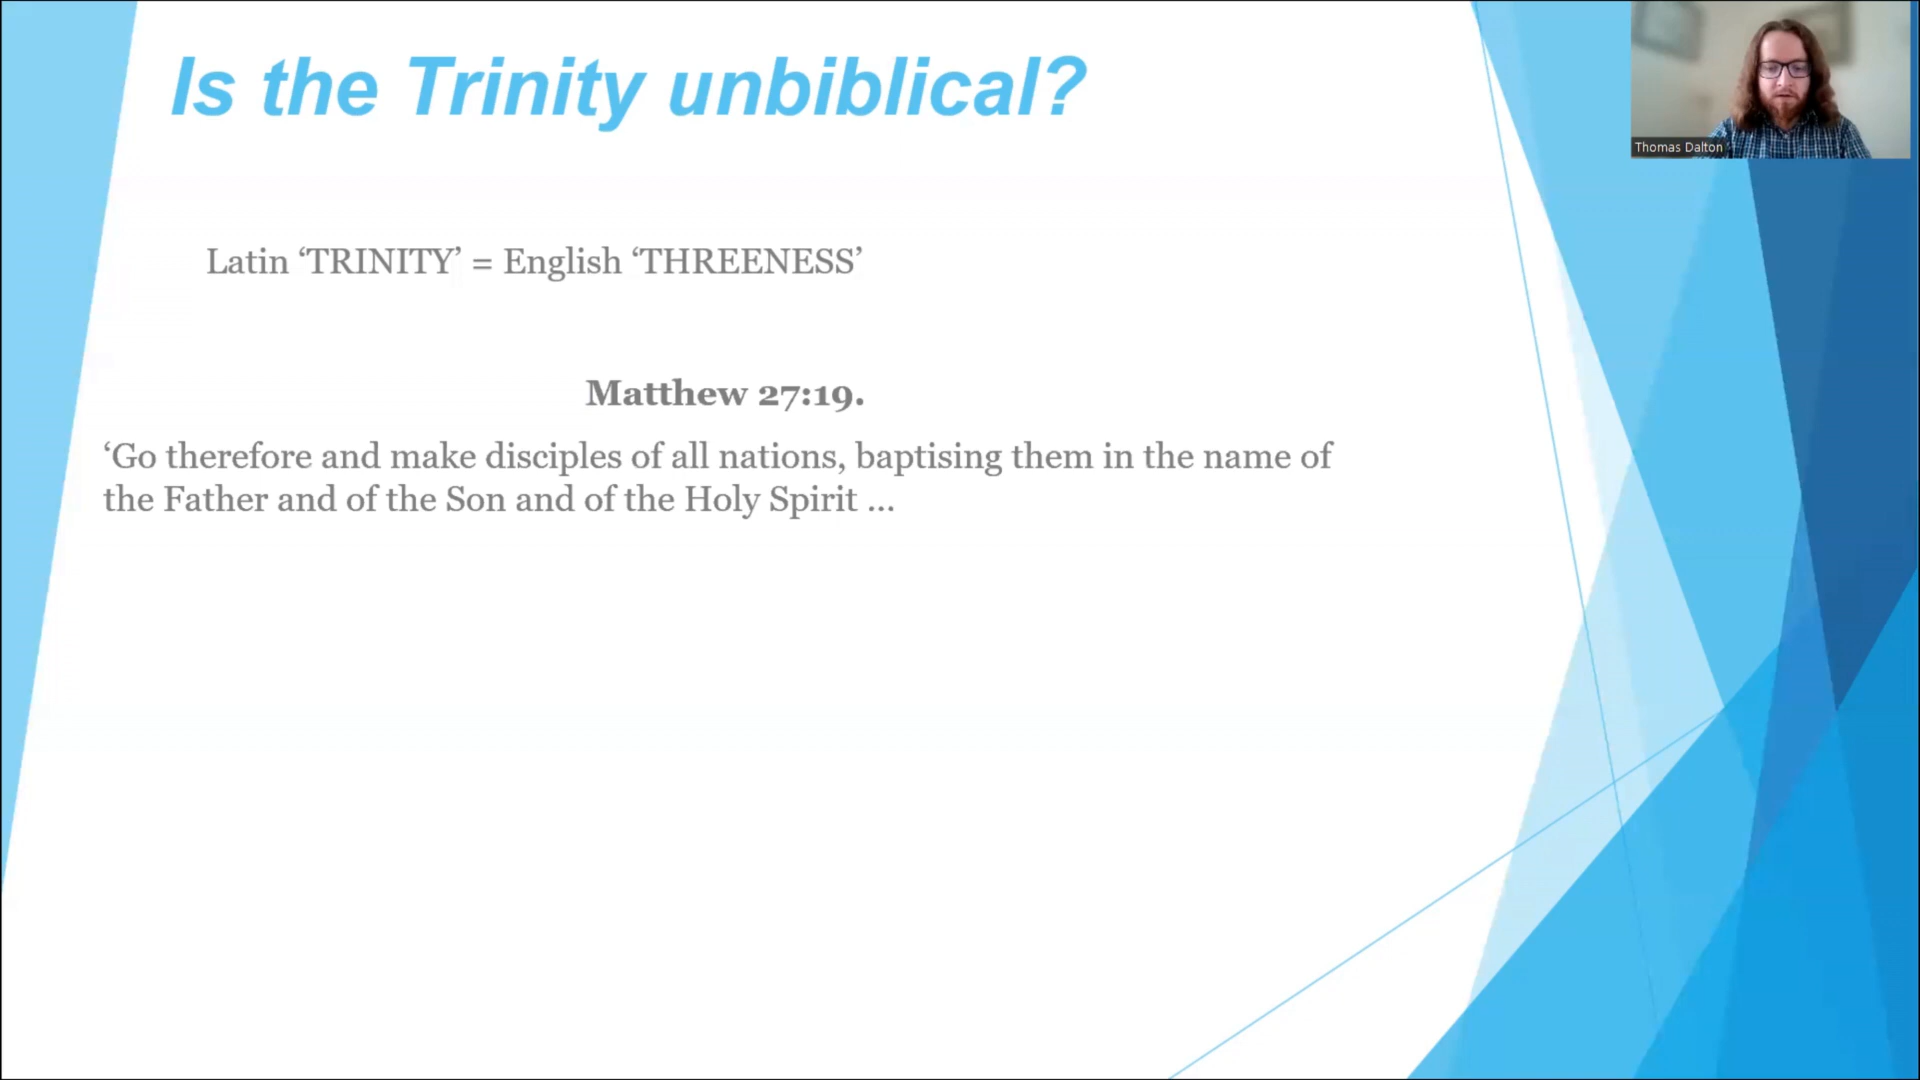 Is the Trinity unbiblical?
Thomas Dalton
Latin ‘TRINITY’ = English ‘THREENESS’
Matthew 27:19.
‘Go therefore and make disciples of all nations, baptising them in the name of
the Father and of the Son and of the Holy Spirit ...